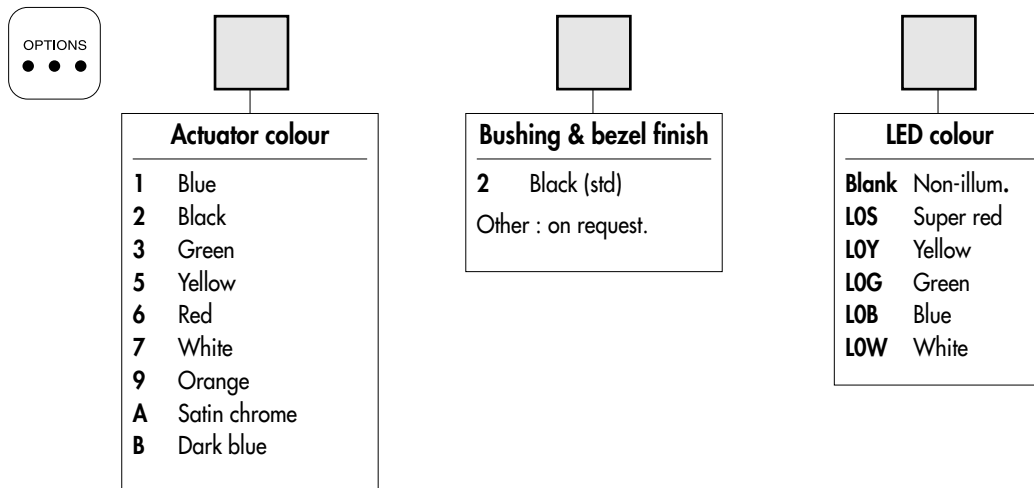 OPTIONS
Actuator colour
1 Blue
2 Black
3 Green
5 Yellow
6 Red
7 White
9 Orange
A Satin chrome
B Dark blue
Bushing & bezel finish
2 Black (std)
Other : on request.
LED colour
Blank Non-illum.
L0S Super red
L0Y Yellow
L0G Green
L0B Blue
L0W White